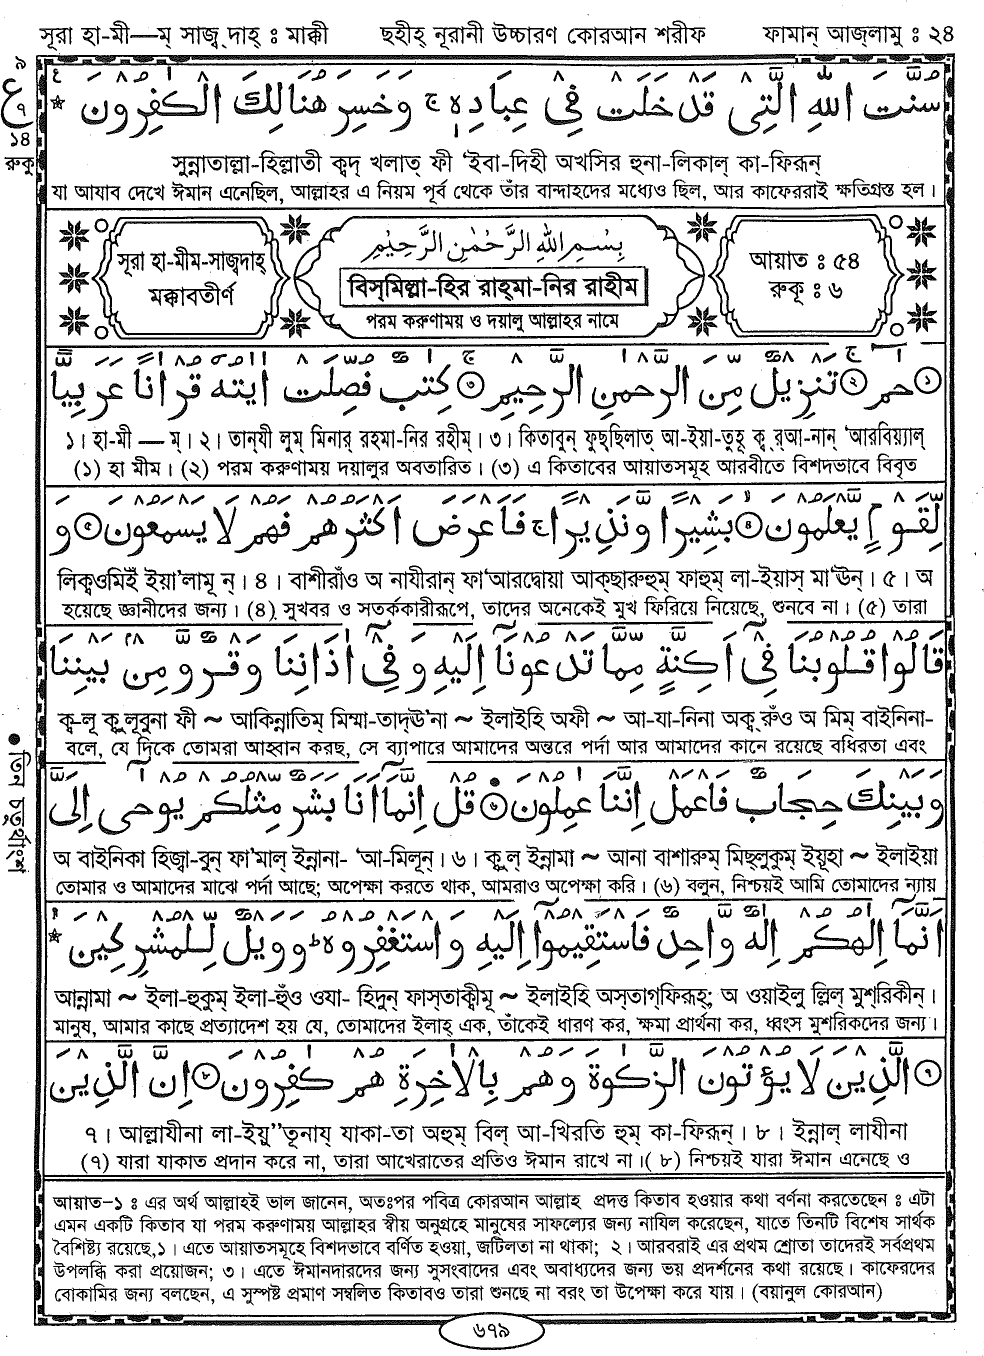 সূরা হা-মী—ম্ সাজ্ব্ দাহ্ : মাক্কী ছহীহ্ নূরানী উচ্চারণ কোরআন শরীফ ফামান্ আজ্লামু : ২৪
৯
ع
৭
১৪
রুকু
سُنَّتَ اللّٰهِ الَّتِىْ قَدْ خَلَتْ فِىْ عِبَادِهٖ ج وَخَسِرَ هُنَالِكَ الْكٰفِرُوْنَ
সুন্নাতাল্লা-হিল্লাতী ক্বদ্ খলাত্ ফী ‘ইবা-দিহী অখসির হুনা-লিকাল্ কা-ফিরূন্
যা আযাব দেখে ঈমান এনেছিল, আল্লাহর এ নিয়ম পূর্ব থেকে তাঁর বান্দাহদের মধ্যেও ছিল, আর কাফেররাই ক্ষতিগ্রস্ত হল।
সূরা হা-মীম-সাজ্বদাহ্
মক্কাবতীর্ণ
بِسْمِ اللّٰهِ الرَّحْمٰنِ الرَّحِيْمِ
বিস্মিল্লা-হির রাহ্মা-নির রাহীম
পরম করুণাময় ও দয়ালু আল্লাহর নামে
আয়াত : ৫৪
রুকূ : ৬
১ حٰمٓ ২ تَنْزِيْلٌ مِّنَ الرَّحْمٰنِ الرَّحِيْمِ ৩ كِتٰبٌ فُصِّلَتْ اٰيٰتُهٗ قُرْاٰنًا عَرَبِيًّا
১। হা-মী — ম্। ২। তান্যী লুম্ মিনার্ রহমা-নির রহীম্। ৩। কিতাবুন্ ফুছ্ছিলাত্ আ-ইয়া-তুহূ ক্ব্ র্আ-নান্ ‘আরবিয়্যাল্
(১) হা মীম। (২) পরম করুণাময় দয়ালুর অবতারিত। (৩) এ কিতাবের আয়াতসমূহ আরবীতে বিশদভাবে বিবৃত
لِّقَوْمٍ يَّعْلَمُوْنَ ৪ بَشِيْرًا وَّنَذِيْرًا ج فَاَعْرَضَ اَكْثَرُهُمْ فَهُمْ لَا يَسْمَعُوْنَ ৫ وَ
লিক্বওমিইঁ ইয়া’লামূ ন্। ৪। বাশীরাঁও অ নাযীরান্ ফা‘আরদ্বোয়া আক্ছারুহুম্ ফাহুম্ লা-ইয়াস্ মা‘ঊন্। ৫। অ
হয়েছে জ্ঞানীদের জন্য। (৪) সুখবর ও সতর্ককারীরূপে, তাদের অনেকেই মুখ ফিরিয়ে নিয়েছে, শুনবে না। (৫) তারা
قَالُوْا قُلُوْبُنَا فِىْٓ اَكِنَّةٍ مِّمَّا تَدْعُوْنَآ اِلَيْهِ وَفِىْٓ اٰذَانِنَا وَقْرٌ وَّمِنْۢ بَيْنِنَا
ক্ব-লূ ক্বুলূবুনা ফী ~ আকিন্নাতিম্ মিম্মা-তাদ্‘ঊ’না ~ ইলাইহি অফী ~ আ-যা-নিনা অক্ব্ রুঁও অ মিম্ বাইনিনা-
বলে, যে দিকে তোমরা আহ্বান করছ, সে ব্যাপারে আমাদের অন্তরে পর্দা আর আমাদের কানে রয়েছে বধিরতা এবং
তিন চতুর্থাংশ
وَبَيْنِكَ حِجَابٌ فَاعْمَلْ اِنَّنَا عٰمِلُوْنَ ৬ قُلْ اِنَّمَآ اَنَا بَشَرٌ مِّثْلُكُمْ يُوْحٰٓى اِلَىَّ
অ বাইনিকা হিজ্বা-বুন্ ফা’মাল্ ইন্নানা- ‘আ-মিলূন্। ৬। ক্বুল্ ইন্নামা ~ আনা বাশারুম্ মিছ্লুকুম্ ইয়ূহা ~ ইলাইয়া
তোমার ও আমাদের মাঝে পর্দা আছে; অপেক্ষা করতে থাক, আমরাও অপেক্ষা করি। (৬) বলুন, নিশ্চয়ই আমি তোমাদের ন্যায়
اَنَّمَآ اِلٰهُكُمْ اِلٰهٌ وَّاحِدٌ فَاسْتَقِيْمُوْٓا اِلَيْهِ وَاسْتَغْفِرُوْهُ ط وَوَيْلٌ لِّلْمُشْرِكِيْنَ
আন্নামা ~ ইলা-হুকুম্ ইলা-হুঁও ওযা- হিদুন্ ফাস্তাক্বীমূ ~ ইলাইহি অস্তাগ্ফিরূহ্; অ ওয়াইলু ল্লিল্ মুশ্রিকীন্।
মানুষ, আমার কাছে প্রত্যাদেশ হয় যে, তোমাদের ইলাহ্ এক, তাঁকেই ধারণ কর, ক্ষমা প্রার্থনা কর, ধ্বংস মুশরিকদের জন্য।
৭ الَّذِيْنَ لَا يُؤْتُوْنَ الزَّكٰوةَ وَهُمْ بِالْاٰخِرَةِ هُمْ كٰفِرُوْنَ ৮ اِنَّ الَّذِيْنَ
৭। আল্লাযীনা লা-ইয়ু’’তূনায্ যাকা-তা অহুম্ বিল্ আ-খিরতি হুম্ কা-ফিরূন্। ৮। ইন্নাল্ লাযীনা
(৭) যারা যাকাত প্রদান করে না, তারা আখেরাতের প্রতিও ঈমান রাখে না। (৮) নিশ্চয়ই যারা ঈমান এনেছে ও
আয়াত-১ : এর অর্থ আল্লাহই ভাল জানেন, অতঃপর পবিত্র কোরআন আল্লাহ প্রদত্ত কিতাব হওয়ার কথা বর্ণনা করতেছেন : এটা
এমন একটি কিতাব যা পরম করুণাময় আল্লাহর স্বীয় অনুগ্রহে মানুষের সাফল্যের জন্য নাযিল করেছেন, যাতে তিনটি বিশেষ সার্থক
বৈশিষ্ট্য রয়েছে,১। এতে আয়াতসমূহে বিশদভাবে বর্ণিত হওয়া, জটিলতা না থাকা; ২। আরবরাই এর প্রথম শ্রোতা তাদেরই সর্বপ্রথম
উপলব্ধি করা প্রয়োজন; ৩। এতে ঈমানদারদের জন্য সুসংবাদের এবং অবাধ্যদের জন্য ভয় প্রদর্শনের কথা রয়েছে। কাফেরদের
বোকামির জন্য বলছেন, এ সুস্পষ্ট প্রমাণ সম্বলিত কিতাবও তারা শুনছে না বরং তা উপেক্ষা করে যায়। (বয়ানুল কোরআন)
৬৭৯